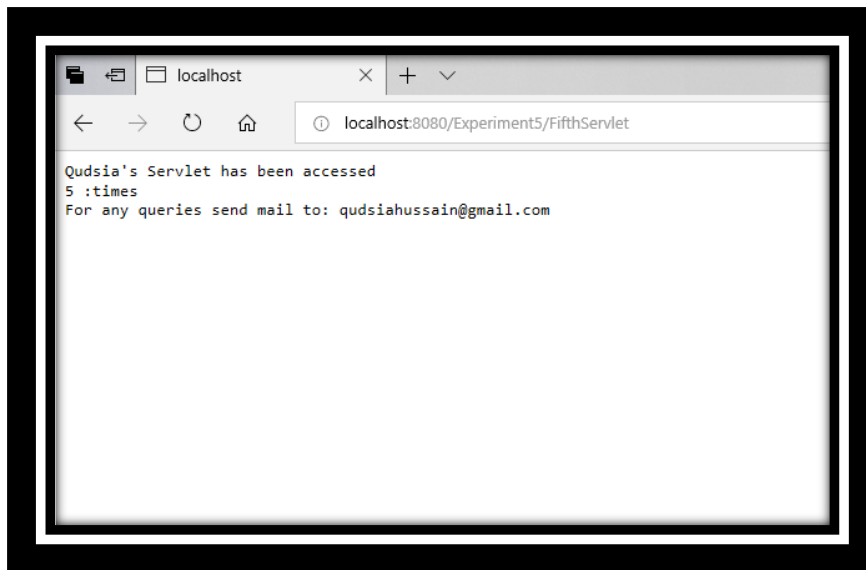 localhost
localhost:8080/Experiment5/FifthServlet
Qudsia's Servlet has been accessed
5 :times
For any queries send mail to: qudsiahussain@gmail.com